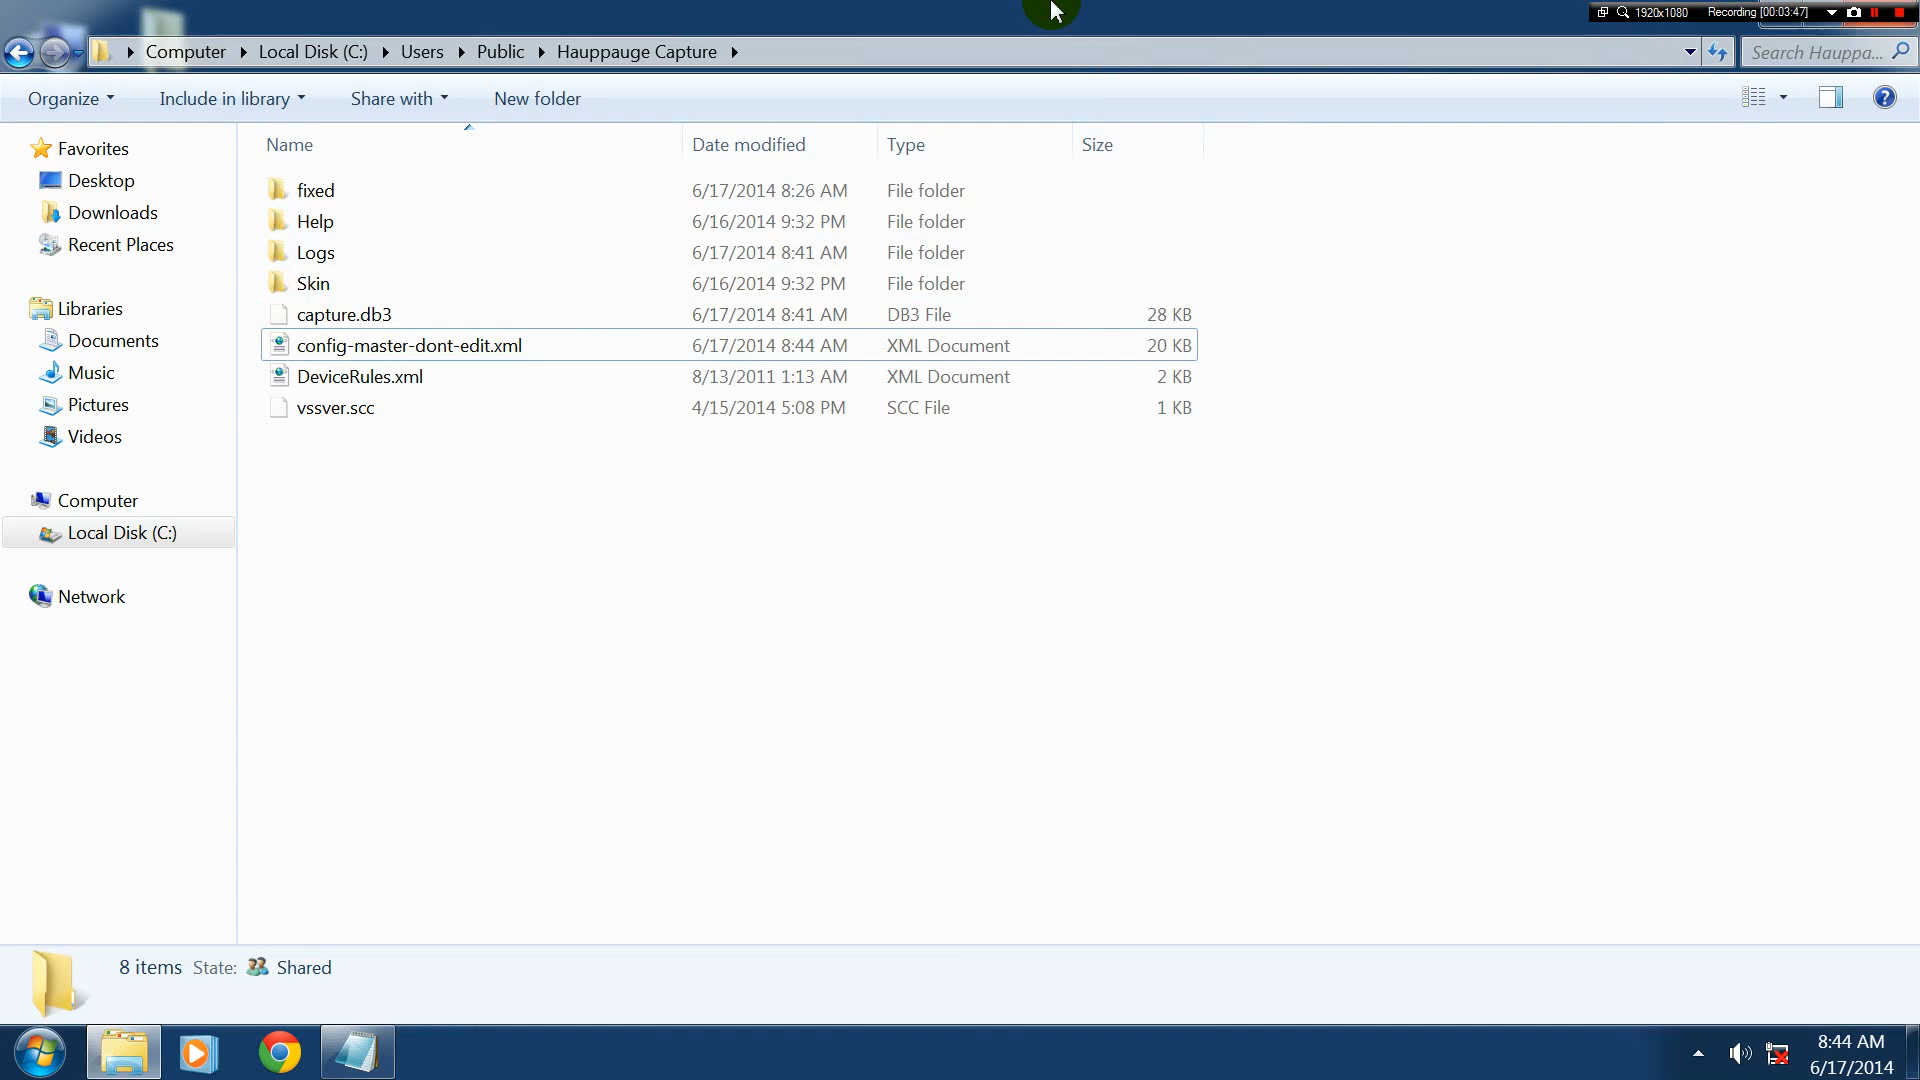 1920x1080 Recording [00:03:47]
Computer Local Disk (C:) Users Public Hauppauge Capture
Search Hauppa...
Organize Include in library Share with New folder
Name Date modified Type Size
Favorites
Desktop
Downloads
Recent Places
Libraries
Documents
Music
Pictures
Videos
Computer
Local Disk (C:)
Network
fixed 6/17/2014 8:26 AM File folder
Help 6/16/2014 9:32 PM File folder
Logs 6/17/2014 8:41 AM File folder
Skin 6/16/2014 9:32 PM File folder
capture.db3 6/17/2014 8:41 AM DB3 File 28 KB
config-master-dont-edit.xml 6/17/2014 8:44 AM XML Document 20 KB
DeviceRules.xml 8/13/2011 1:13 AM XML Document 2 KB
vssver.scc 4/15/2014 5:08 PM SCC File 1 KB
8 items State: Shared
8:44 AM
6/17/2014